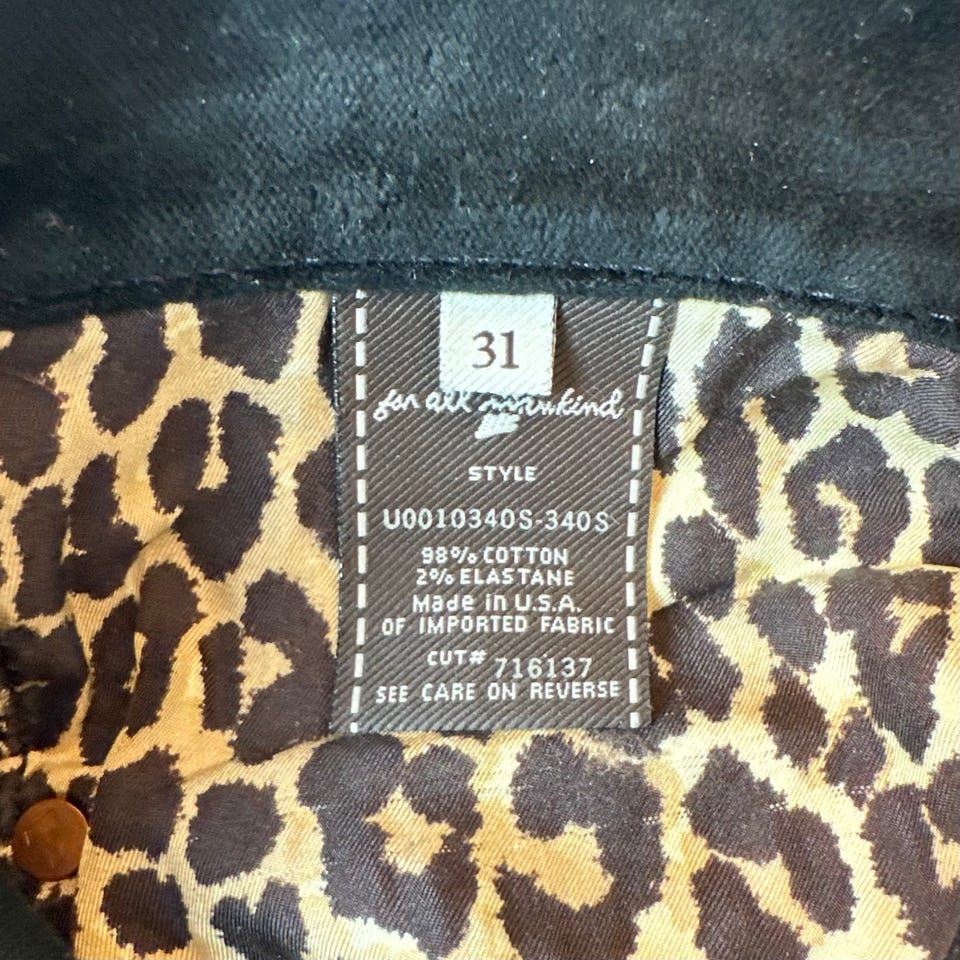 31
for all mankind
STYLE
U0010340S-340S
98% COTTON
2% ELASTANE
Made in U.S.A.
OF IMPORTED FABRIC
CUT# 716137
SEE CARE ON REVERSE